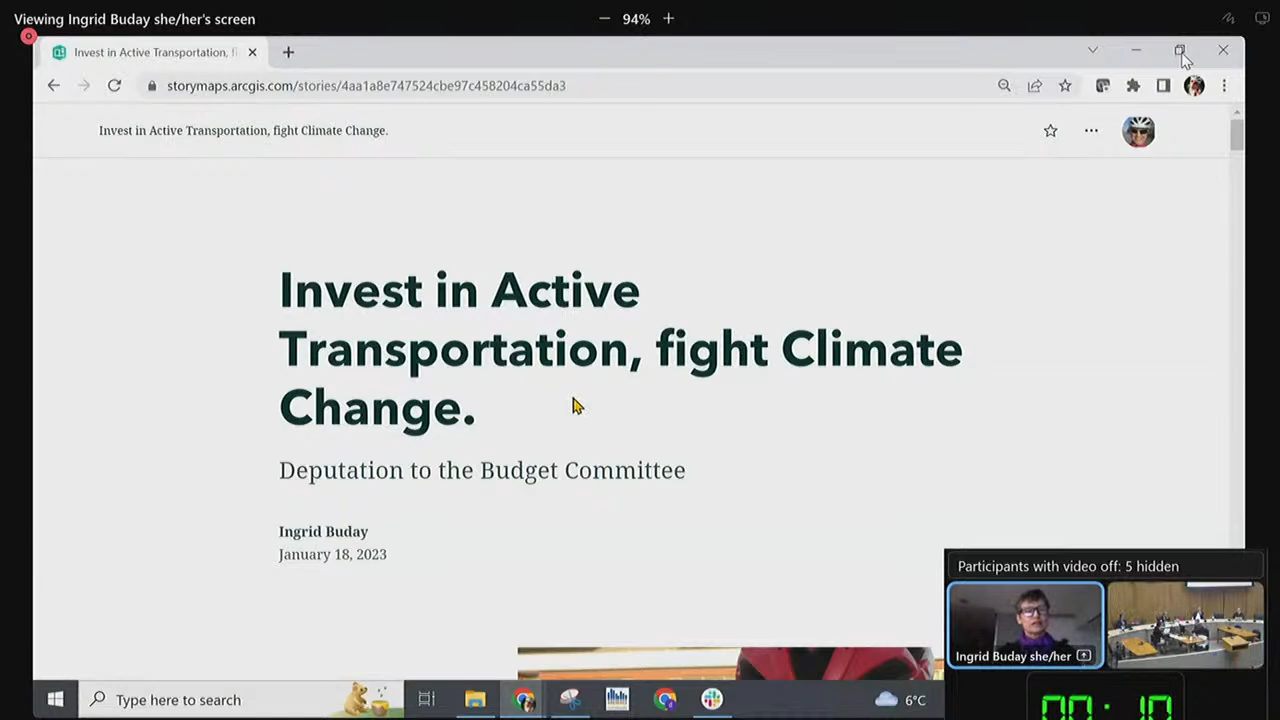 Viewing Ingrid Buday she/her's screen
94%
Invest in Active Transportation, f
storymaps.arcgis.com/stories/4aa1a8e747524cbe97c458204ca55da3
Invest in Active Transportation, fight Climate Change.
Invest in Active
Transportation, fight Climate
Change.
Deputation to the Budget Committee
Ingrid Buday
January 18, 2023
Participants with video off: 5 hidden
Ingrid Buday she/her
Type here to search
6°C
00:10